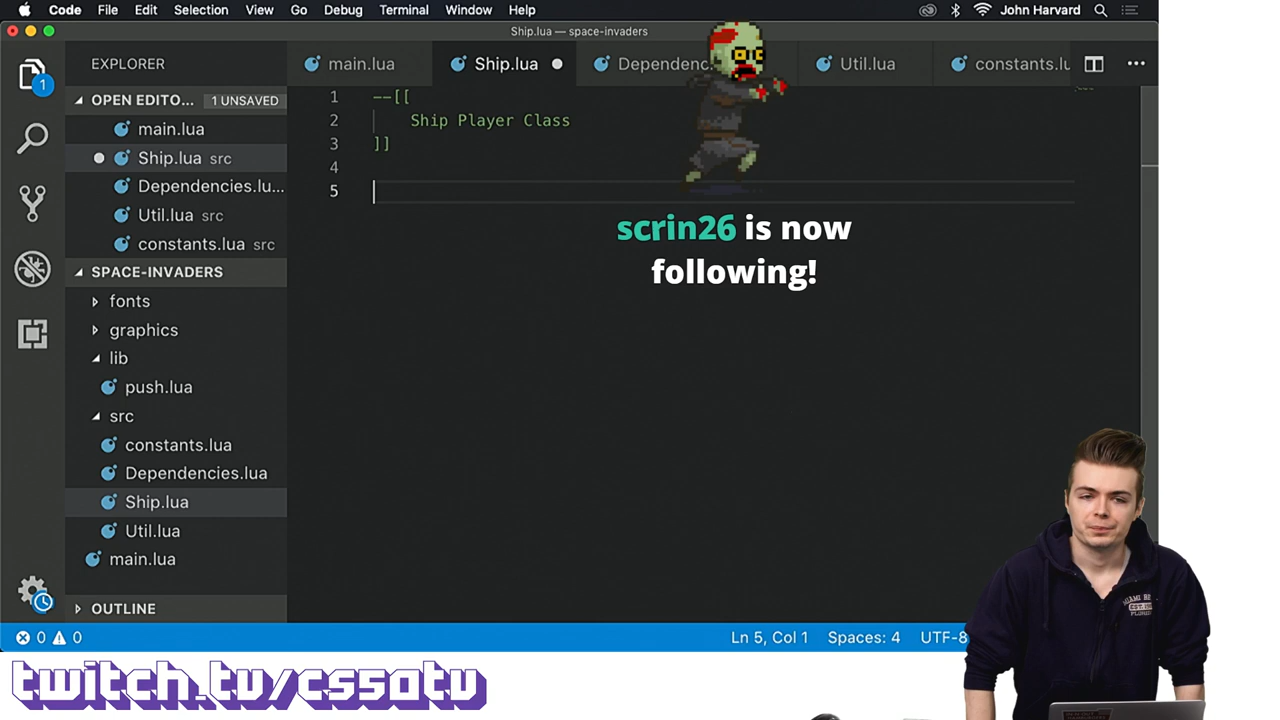 Code File Edit Selection View Go Debug Terminal Window Help John Harvard
Ship.lua — space-invaders
EXPLORER
main.lua Ship.lua Dependenc Util.lua constants.lu
OPEN EDITO... 1 UNSAVED
main.lua
Ship.lua src
Dependencies.lu...
Util.lua src
constants.lua src
SPACE-INVADERS
fonts
graphics
lib
push.lua
src
constants.lua
Dependencies.lua
Ship.lua
Util.lua
main.lua
OUTLINE
1
1 --[[
2 Ship Player Class
3 ]]
4
5
scrin26 is now
following!
0 0 Ln 5, Col 1 Spaces: 4 UTF-8
twitch.tv/cs50tv